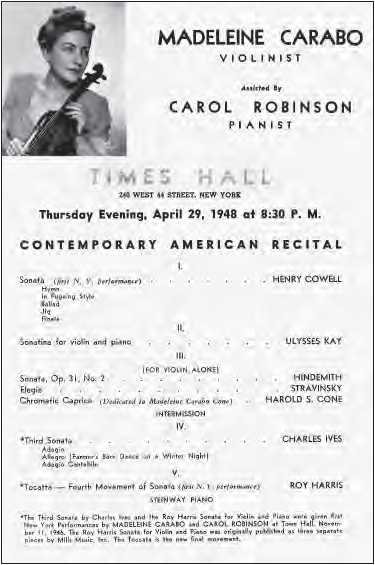 MADELEINE CARABO
VIOLINIST
Assisted By
CAROL ROBINSON
PIANIST
TIMES HALL
240 WEST 44 STREET, NEW YORK
Thursday Evening, April 29, 1948 at 8:30 P. M.
CONTEMPORARY AMERICAN RECITAL
I.
Sonata (first N. Y. performance) . . . . . . . HENRY COWELL
Hymn
In Fugeing Style
Ballad
Jig
Finale
II.
Sonatina for violin and piano . . . . . . . ULYSSES KAY
III.
(FOR VIOLIN ALONE)
Sonata, Op. 31, No. 2 . . . . . . . . . . HINDEMITH
Elegie . . . . . . . . . . . . STRAVINSKY
Chromatic Caprice (Dedicated to Madeleine Carabo Cone) . . HAROLD S. CONE
INTERMISSION
IV.
*Third Sonata . . . . . . . . . . CHARLES IVES
Adagio
Allegro (Farmer's Barn Dance on a Winter Night)
Adagio Cantabile
V.
*Tocatta — Fourth Movement of Sonata (first N. Y. performance) ROY HARRIS
STEINWAY PIANO
*The Third Sonata by Charles Ives and the Roy Harris Sonata for Violin and Piano were given first
New York Performances by MADELEINE CARABO and CAROL ROBINSON at Town Hall, Novem-
ber 11, 1946. The Roy Harris Sonata for Violin and Piano was originally published as three separate
pieces by Mills Music, Inc. The Toccata is the new final movement.